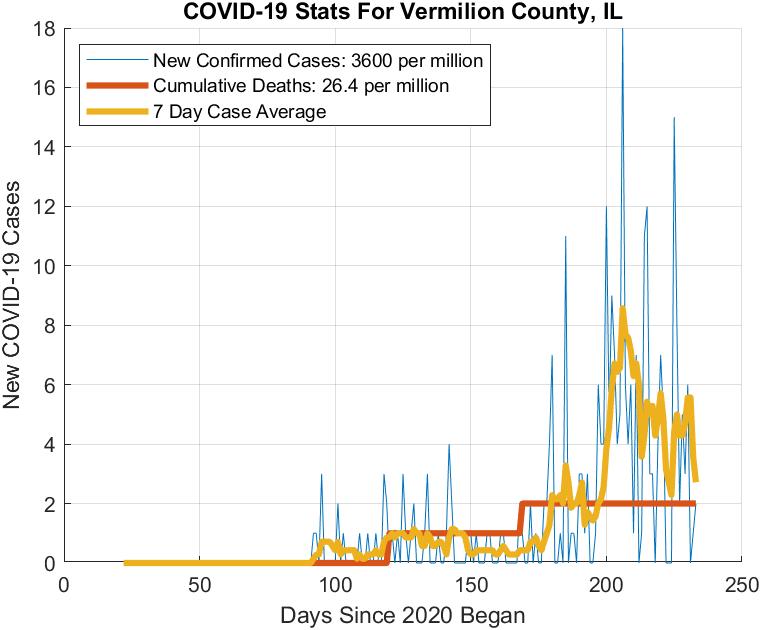 COVID-19 Stats For Vermilion County, IL
New Confirmed Cases: 3600 per million
Cumulative Deaths: 26.4 per million
7 Day Case Average
New COVID-19 Cases
18
16
14
12
10
8
6
4
2
0
0 50 100 150 200 250
Days Since 2020 Began